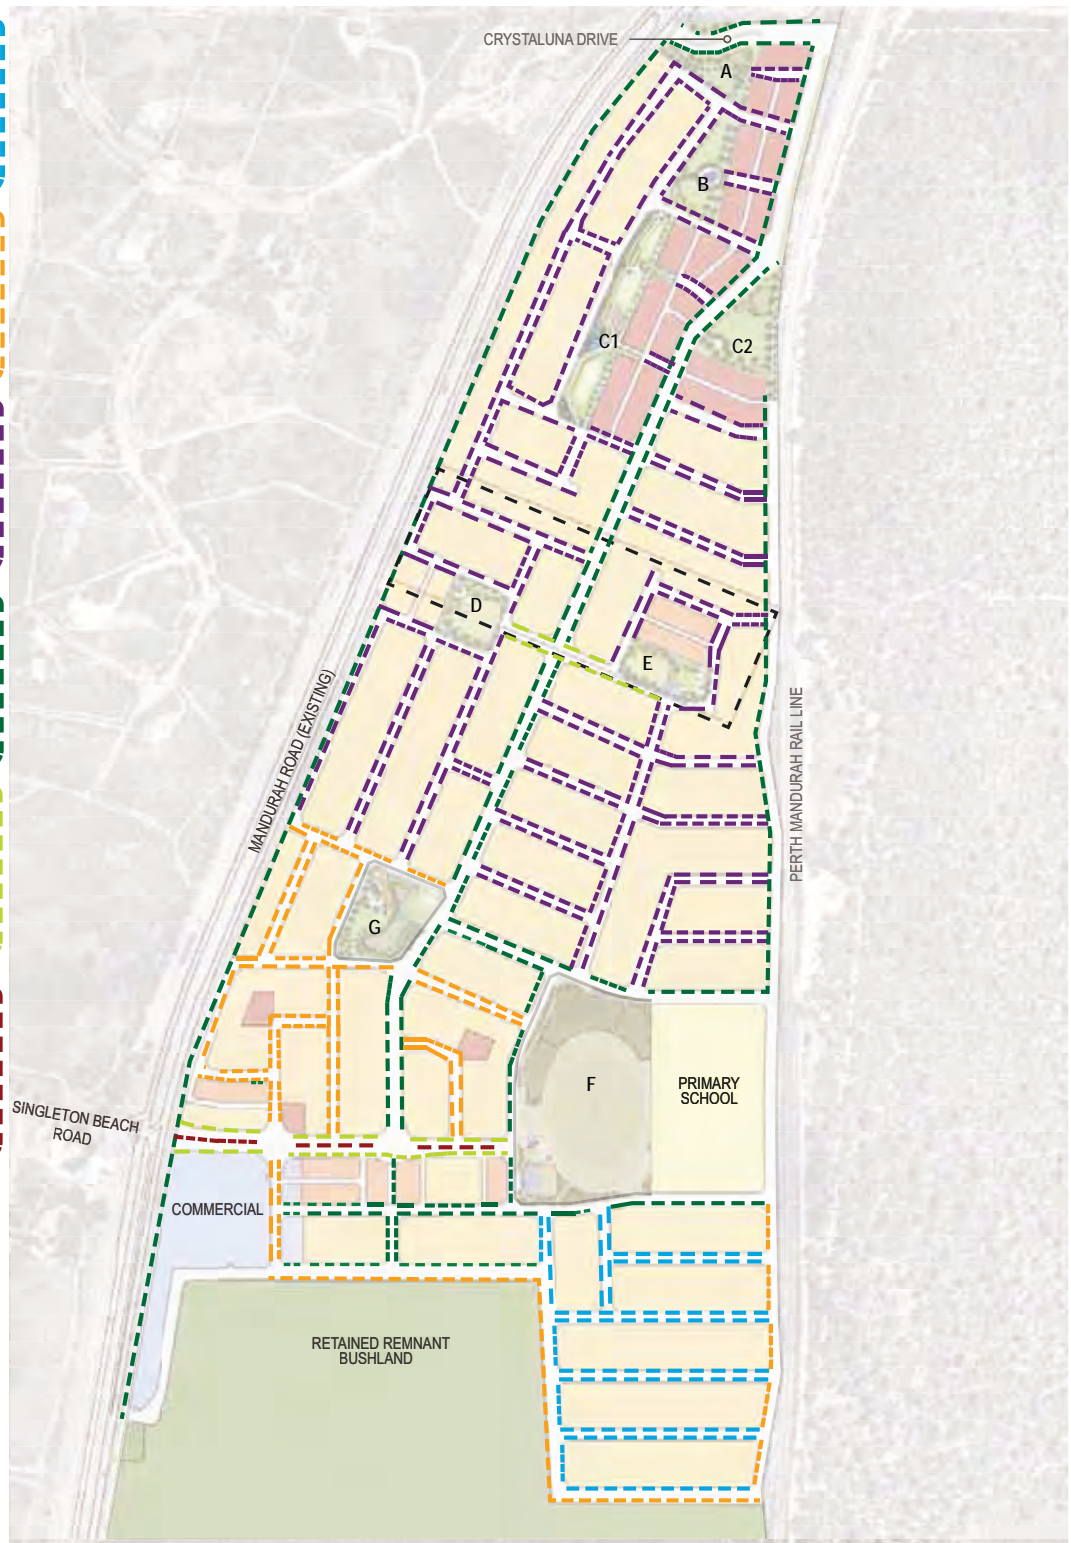 CRYSTALUNA DRIVE
A
B
C1
C2
D
E
MANDURAH ROAD (EXISTING)
PERTH MANDURAH RAIL LINE
G
F
PRIMARY
SCHOOL
SINGLETON BEACH
ROAD
COMMERCIAL
RETAINED REMNANT
BUSHLAND